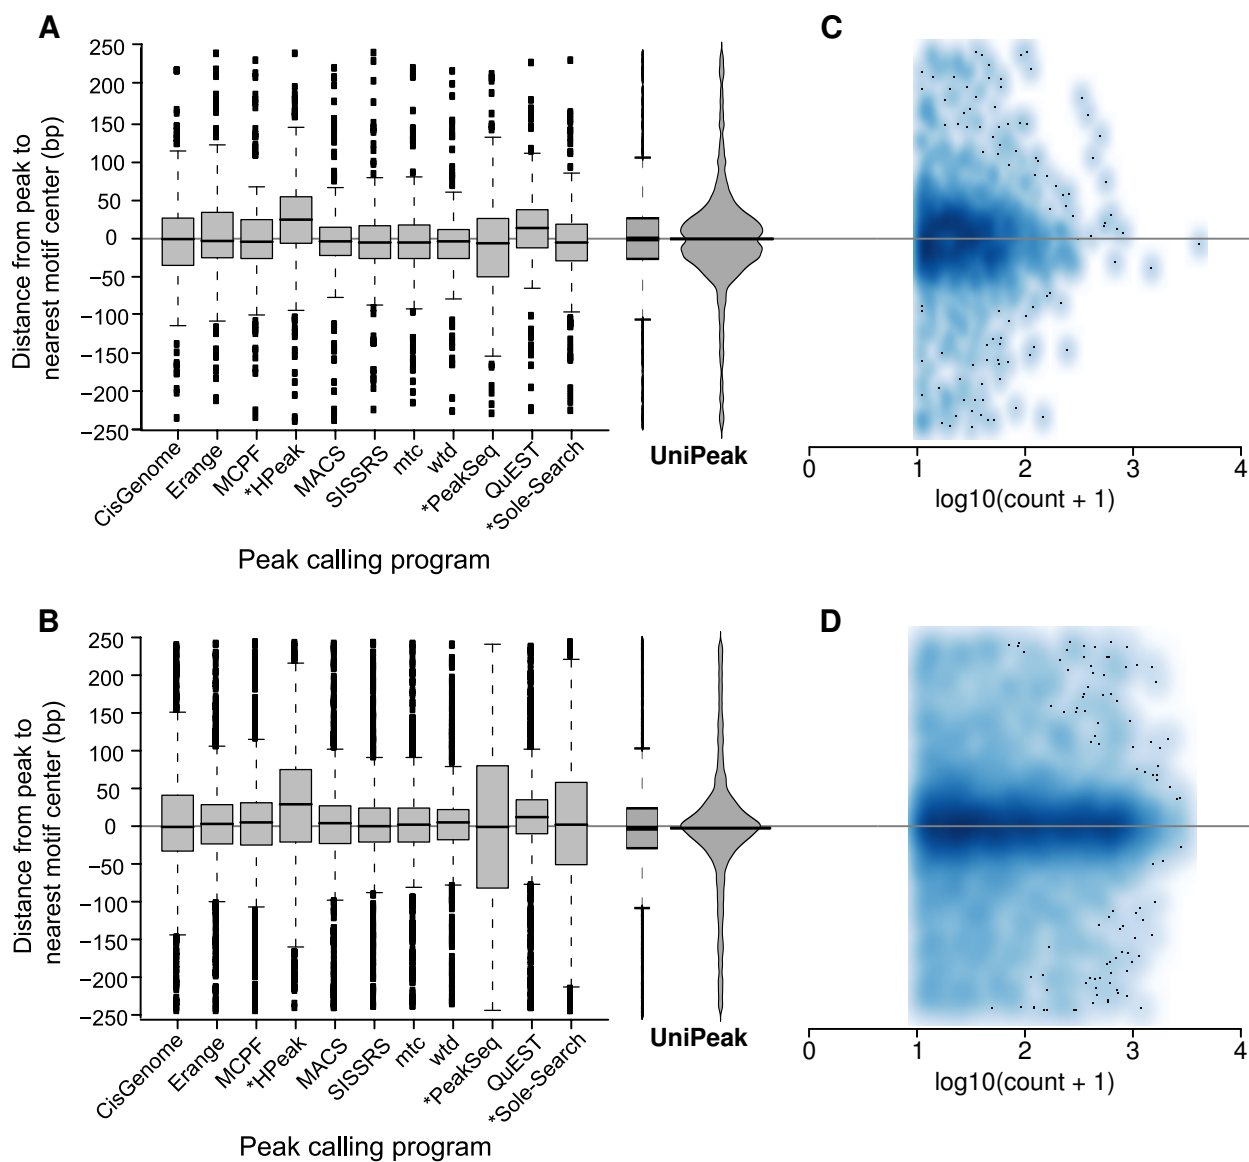 A
C
Distance from peak to
nearest motif center (bp)
250
200
150
100
50
0
−50
−100
−150
−200
−250
CisGenome
Erange
MCPF
*HPeak
MACS
SISSRS
mtc
wtd
*PeakSeq
QuEST
*Sole-Search
UniPeak
Peak calling program
0 1 2 3 4
log10(count + 1)
B
D
Distance from peak to
nearest motif center (bp)
250
200
150
100
50
0
−50
−100
−150
−200
−250
CisGenome
Erange
MCPF
*HPeak
MACS
SISSRS
mtc
wtd
*PeakSeq
QuEST
*Sole-Search
UniPeak
Peak calling program
0 1 2 3 4
log10(count + 1)